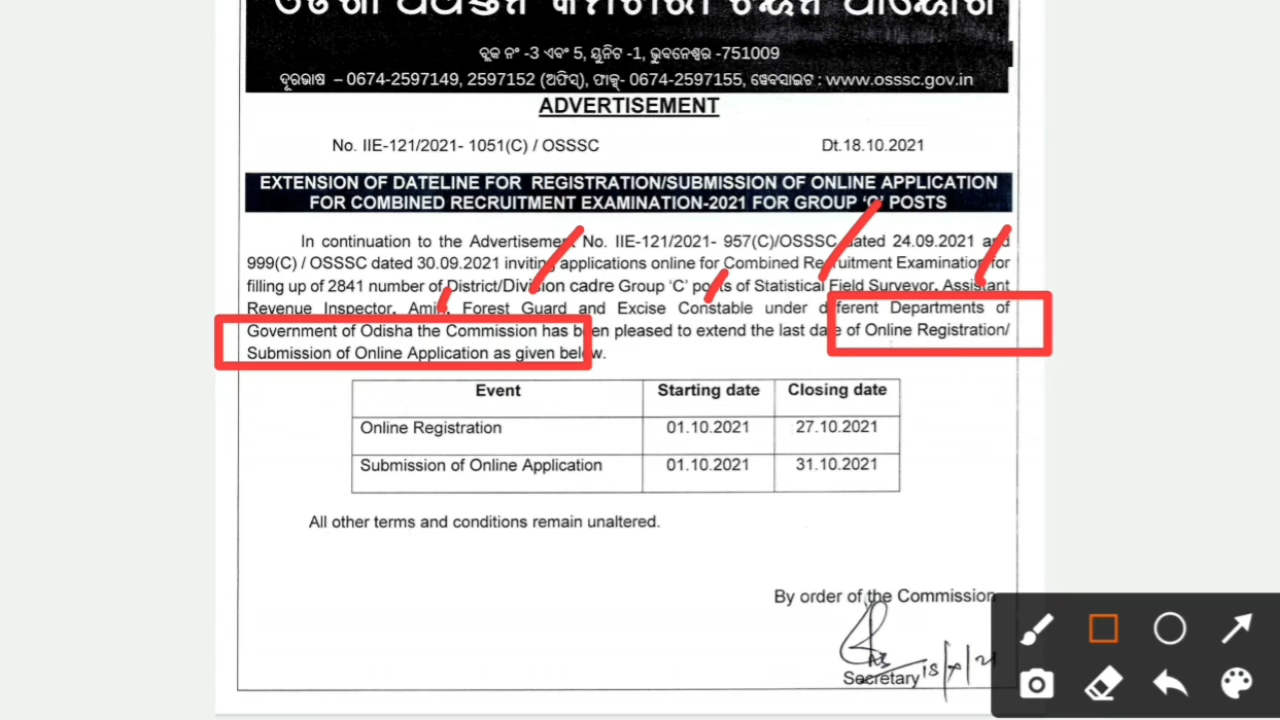 ଓଡିଶା ଅଧସ୍ତନ କର୍ମଚାରୀ ଚୟନ ଆୟୋଗ
ବ୍ଲକ ନଂ -3 ଏବଂ 5, ୟୁନିଟ -1, ଭୁବନେଶ୍ଵର -751009
ଦୂରଭାଷ – 0674-2597149, 2597152 (ଅଫିସ୍), ଫାକ୍ସ- 0674-2597155, ୱେବସାଇଟ : www.osssc.gov.in
ADVERTISEMENT
No. IIE-121/2021- 1051(C) / OSSSC Dt.18.10.2021
EXTENSION OF DATELINE FOR REGISTRATION/SUBMISSION OF ONLINE APPLICATION
FOR COMBINED RECRUITMENT EXAMINATION-2021 FOR GROUP ‘C’ POSTS
In continuation to the Advertisement No. IIE-121/2021- 957(C)/OSSSC dated 24.09.2021 and
999(C) / OSSSC dated 30.09.2021 inviting applications online for Combined Recruitment Examination for
filling up of 2841 number of District/Division cadre Group ‘C’ posts of Statistical Field Surveyor, Assistant
Revenue Inspector, Amin, Forest Guard and Excise Constable under different Departments of
Government of Odisha the Commission has been pleased to extend the last date of Online Registration/
Submission of Online Application as given below.
Event Starting date Closing date
Online Registration 01.10.2021 27.10.2021
Submission of Online Application 01.10.2021 31.10.2021
All other terms and conditions remain unaltered.
By order of the Commission
Secretary